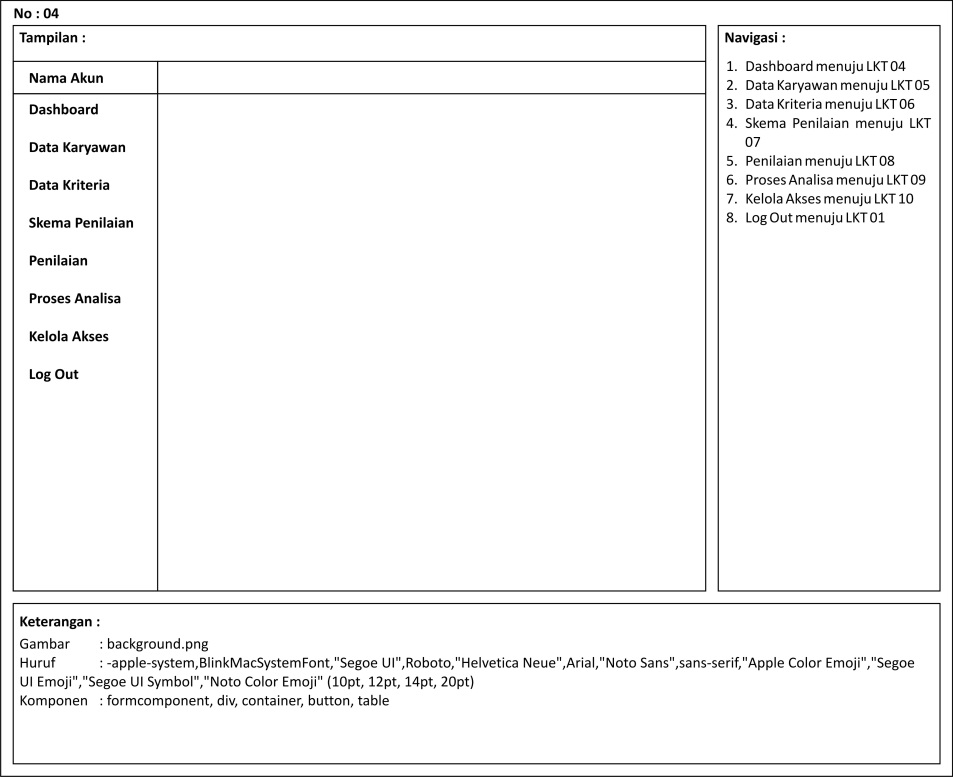 No : 04
Tampilan :
Nama Akun
Dashboard
Data Karyawan
Data Kriteria
Skema Penilaian
Penilaian
Proses Analisa
Kelola Akses
Log Out
Navigasi :
1. Dashboard menuju LKT 04
2. Data Karyawan menuju LKT 05
3. Data Kriteria menuju LKT 06
4. Skema Penilaian menuju LKT
07
5. Penilaian menuju LKT 08
6. Proses Analisa menuju LKT 09
7. Kelola Akses menuju LKT 10
8. Log Out menuju LKT 01
Keterangan :
Gambar : background.png
Huruf : -apple-system,BlinkMacSystemFont,"Segoe UI",Roboto,"Helvetica Neue",Arial,"Noto Sans",sans-serif,"Apple Color Emoji","Segoe
UI Emoji","Segoe UI Symbol","Noto Color Emoji" (10pt, 12pt, 14pt, 20pt)
Komponen : formcomponent, div, container, button, table